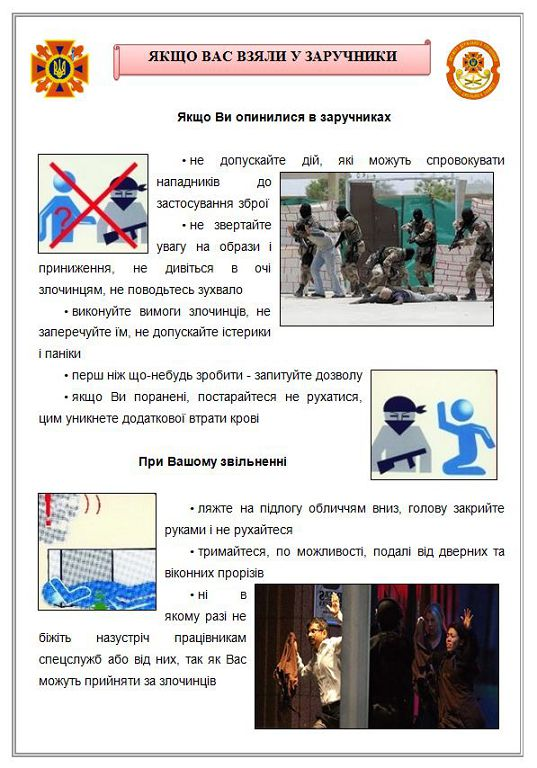 ЯКЩО ВАС ВЗЯЛИ У ЗАРУЧНИКИ
Якщо Ви опинилися в заручниках
• не допускайте дій, які можуть спровокувати
нападників до
застосування зброї
• не звертайте
увагу на образи і
приниження, не дивіться в очі
злочинцям, не поводьтесь зухвало
• виконуйте вимоги злочинців, не
заперечуйте їм, не допускайте істерики
і паніки
• перш ніж що-небудь зробити - запитуйте дозволу
• якщо Ви поранені, постарайтеся не рухатися,
цим уникнете додаткової втрати крові
При Вашому звільненні
• ляжте на підлогу обличчям вниз, голову закрийте
руками і не рухайтеся
• тримайтеся, по можливості, подалі від дверних та
віконних прорізів
• ні в
якому разі не
біжіть назустріч працівникам
спецслужб або від них, так як Вас
можуть прийняти за злочинців